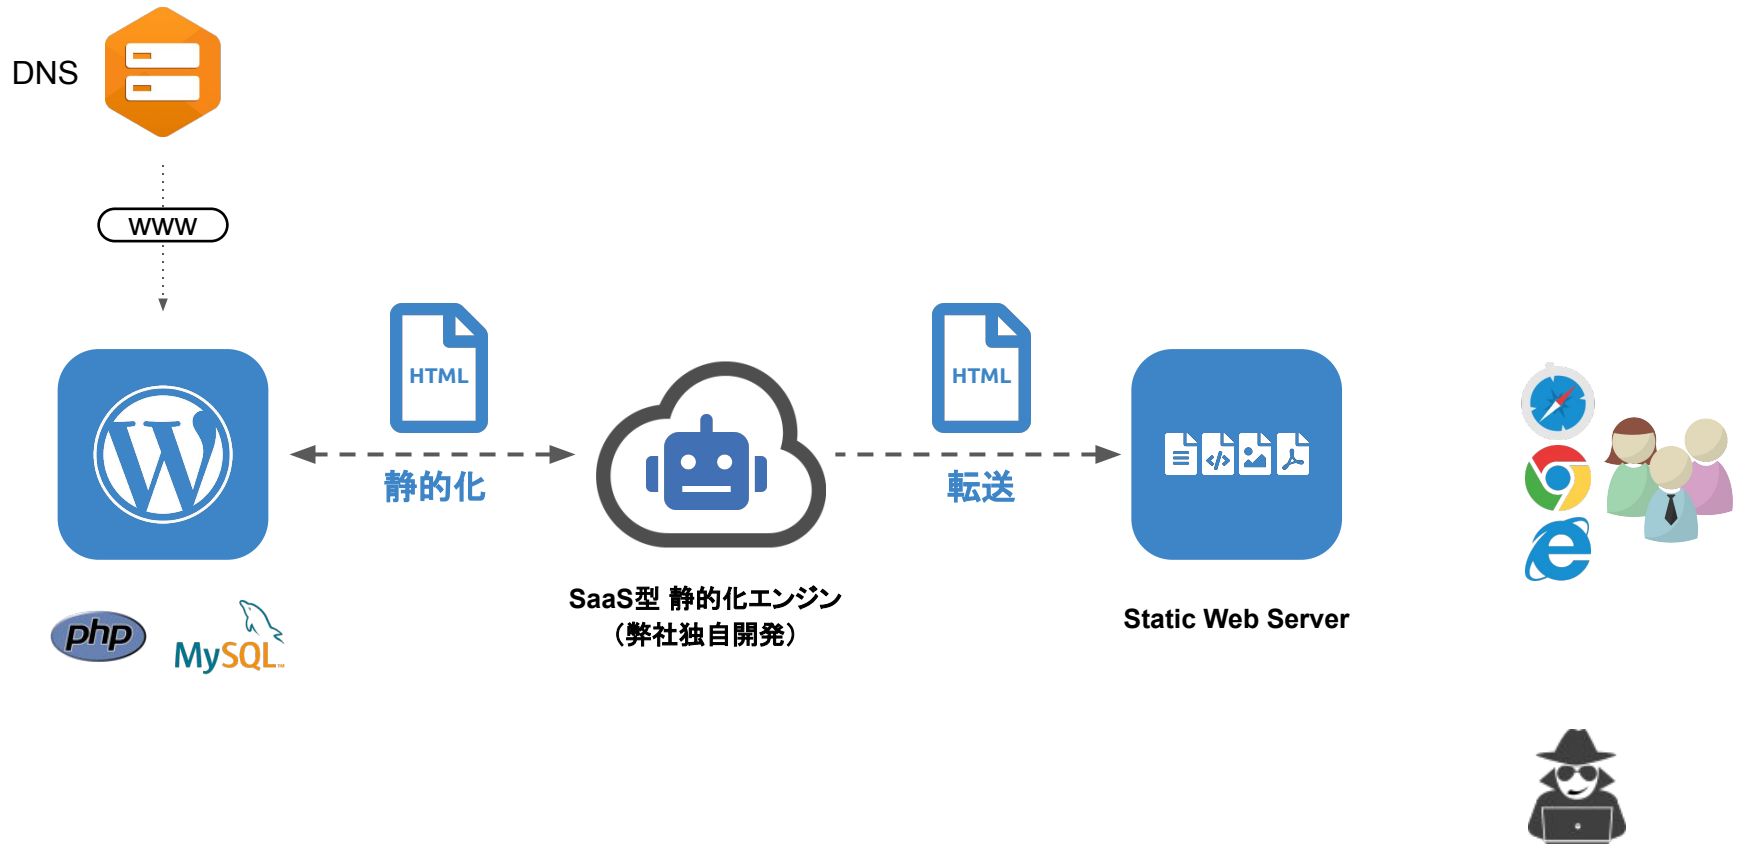 DNS
www
HTML
HTML
静的化
転送
php
MySQL
SaaS型 静的化エンジン
（弊社独自開発）
Static Web Server